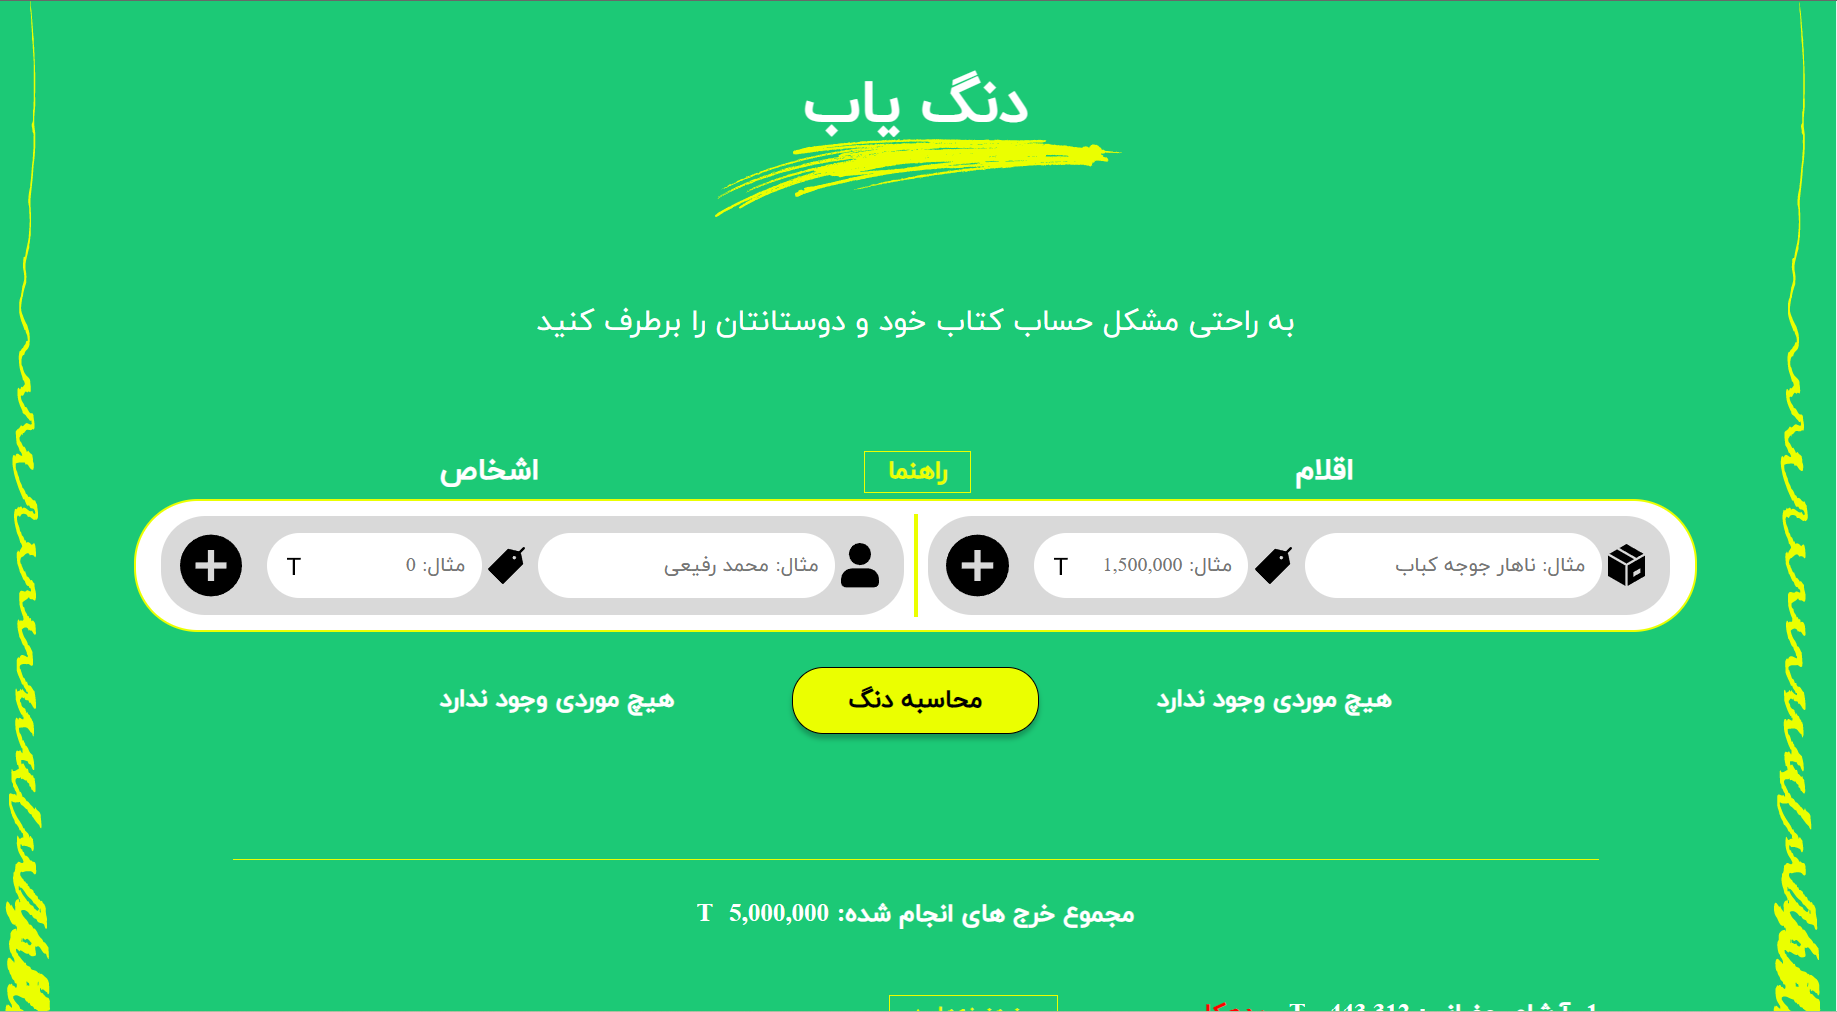 دنگ یاب
به راحتی مشکل حساب کتاب خود و دوستانتان را برطرف کنید
اقلام
راهنما
اشخاص
مثال: ناهار جوجه کباب
مثال: 1,500,000
T
مثال: محمد رفیعی
مثال: 0
T
هیچ موردی وجود ندارد
محاسبه دنگ
هیچ موردی وجود ندارد
مجموع خرج های انجام شده: 5,000,000 T